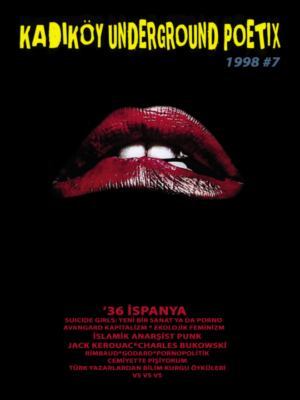 KADIKÖY UNDERGROUND POETIX
1998 #7
'36 İSPANYA
SUICIDE GIRLS: YENİ BİR SANAT YA DA PORNO
AVANGARD KAPİTALİZM * EKOLOJİK FEMİNİZM
İSLAMİK ANARŞİST PUNK
JACK KEROUAC*CHARLES BUKOWSKI
RİMBAUD*GODARD*PORNOPOLİTİK
CEMİYETTE PİŞİYORUM
TÜRK YAZARLARDAN BİLİM KURGU ÖYKÜLERİ
VS VS VS